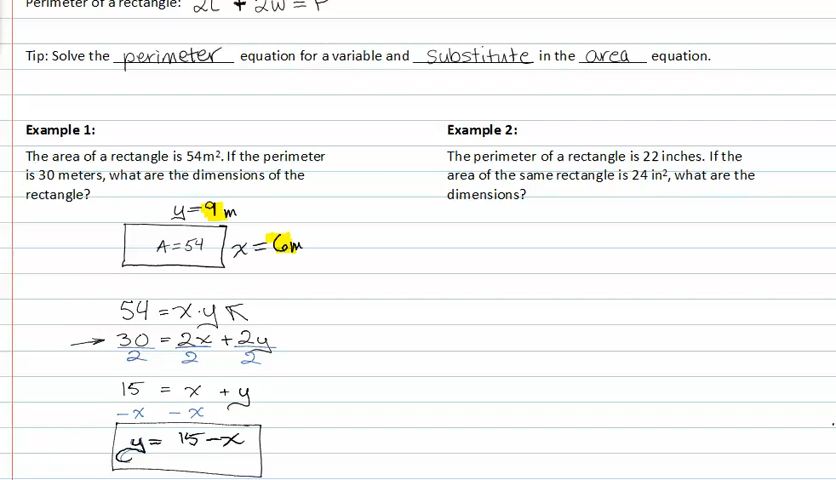 Perimeter of a rectangle: 2L + 2W = P
Tip: Solve the perimeter equation for a variable and substitute in the area equation.
Example 1:
The area of a rectangle is 54m². If the perimeter
is 30 meters, what are the dimensions of the
rectangle?
y = 9 m
A = 54 x = 6m
54 = x · y
30 = 2x + 2y
2 2 2
15 = x + y
-x -x
y = 15 - x
Example 2:
The perimeter of a rectangle is 22 inches. If the
area of the same rectangle is 24 in², what are the
dimensions?